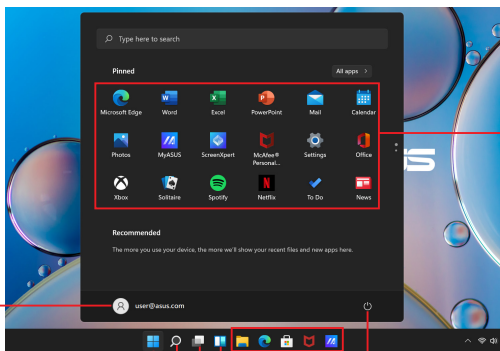 Type here to search
Pinned
All apps >
Microsoft Edge Word Excel PowerPoint Mail Calendar
Photos MyASUS ScreenXpert McAfee® Personal... Settings Office
Xbox Solitaire Spotify Netflix To Do News
Recommended
The more you use your device, the more we'll show your recent files and new apps here.
user@asus.com